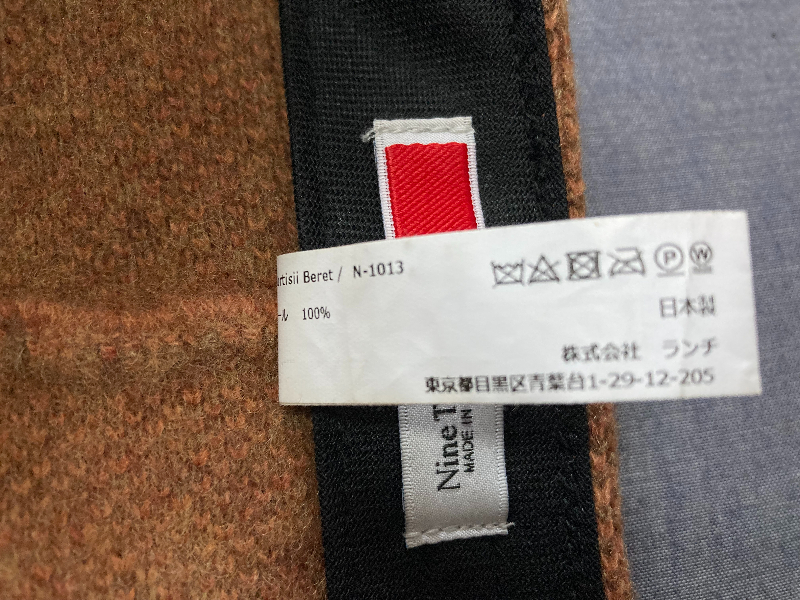 rtisii Beret / N-1013
ール 100%
日本製
株式会社 ランチ
東京都目黒区青葉台1-29-12-205
Nine
MADE IN